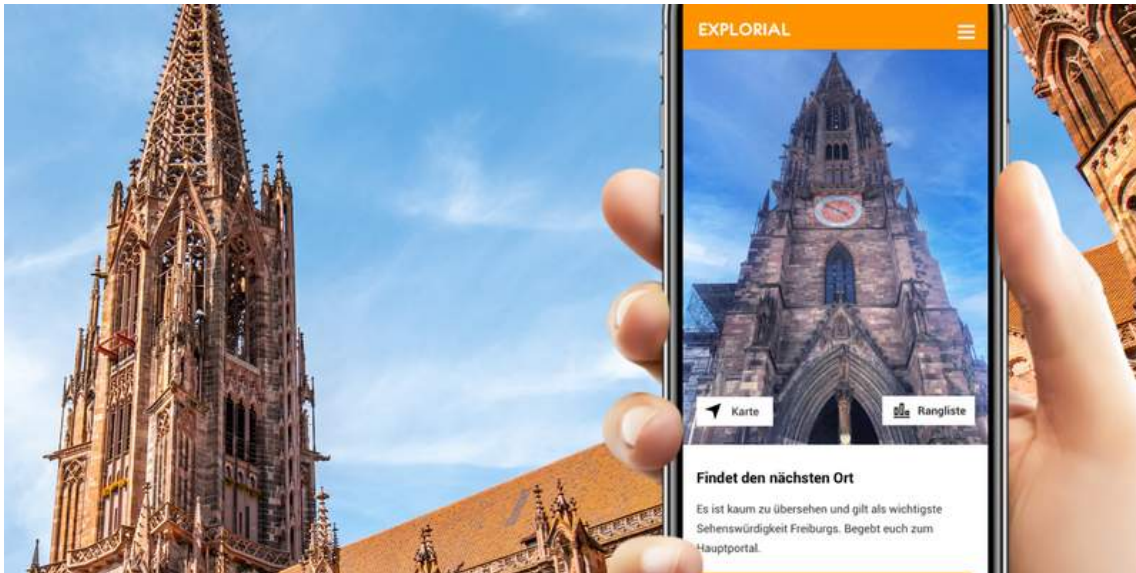 EXPLORIAL
Karte
Rangliste
Findet den nächsten Ort
Es ist kaum zu übersehen und gilt als wichtigste
Sehenswürdigkeit Freiburgs. Begebt euch zum
Hauptportal.